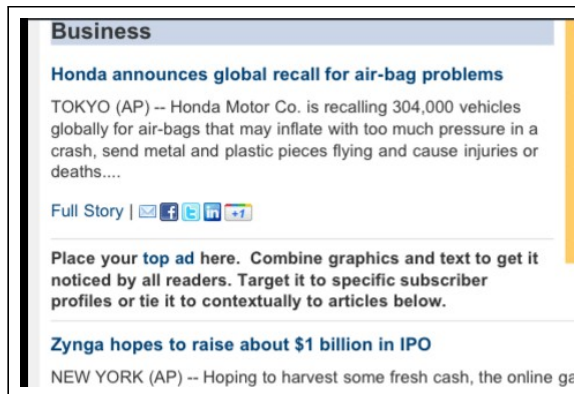 Business
Honda announces global recall for air-bag problems
TOKYO (AP) -- Honda Motor Co. is recalling 304,000 vehicles
globally for air-bags that may inflate with too much pressure in a
crash, send metal and plastic pieces flying and cause injuries or
deaths....
Full Story | +1
Place your top ad here. Combine graphics and text to get it
noticed by all readers. Target it to specific subscriber
profiles or tie it to contextually to articles below.
Zynga hopes to raise about $1 billion in IPO
NEW YORK (AP) -- Hoping to harvest some fresh cash, the online ga